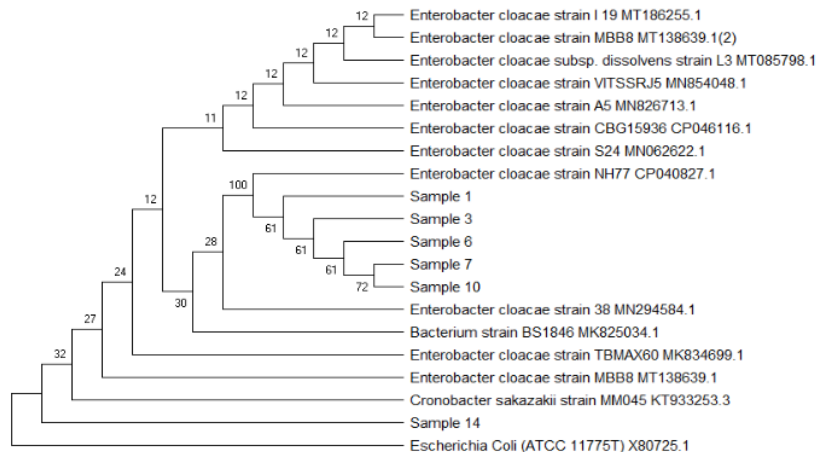 12
Enterobacter cloacae strain I 19 MT186255.1
12
Enterobacter cloacae strain MBB8 MT138639.1(2)
12
Enterobacter cloacae subsp. dissolvens strain L3 MT085798.1
12
Enterobacter cloacae strain VITSSRJ5 MN854048.1
12
Enterobacter cloacae strain A5 MN826713.1
11
Enterobacter cloacae strain CBG15936 CP046116.1
Enterobacter cloacae strain S24 MN062622.1
Enterobacter cloacae strain NH77 CP040827.1
100
Sample 1
12
61
Sample 3
61
Sample 6
28
61
Sample 7
24
72
Sample 10
30
Enterobacter cloacae strain 38 MN294584.1
27
Bacterium strain BS1846 MK825034.1
32
Enterobacter cloacae strain TBMAX60 MK834699.1
Enterobacter cloacae strain MBB8 MT138639.1
Cronobacter sakazakii strain MM045 KT933253.3
Sample 14
Escherichia Coli (ATCC 11775T) X80725.1